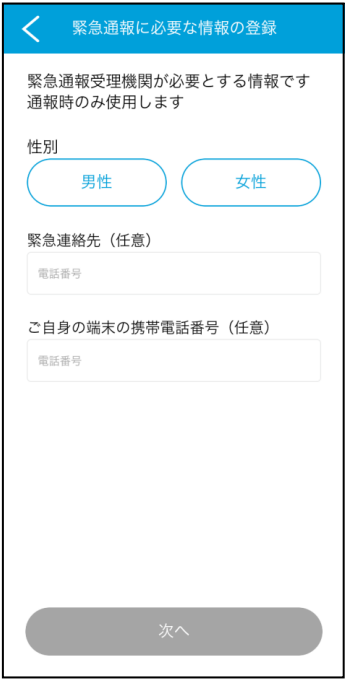 緊急通報に必要な情報の登録
緊急通報受理機関が必要とする情報です
通報時のみ使用します
性別
男性
女性
緊急連絡先（任意）
電話番号
ご自身の端末の携帯電話番号（任意）
電話番号
次へ